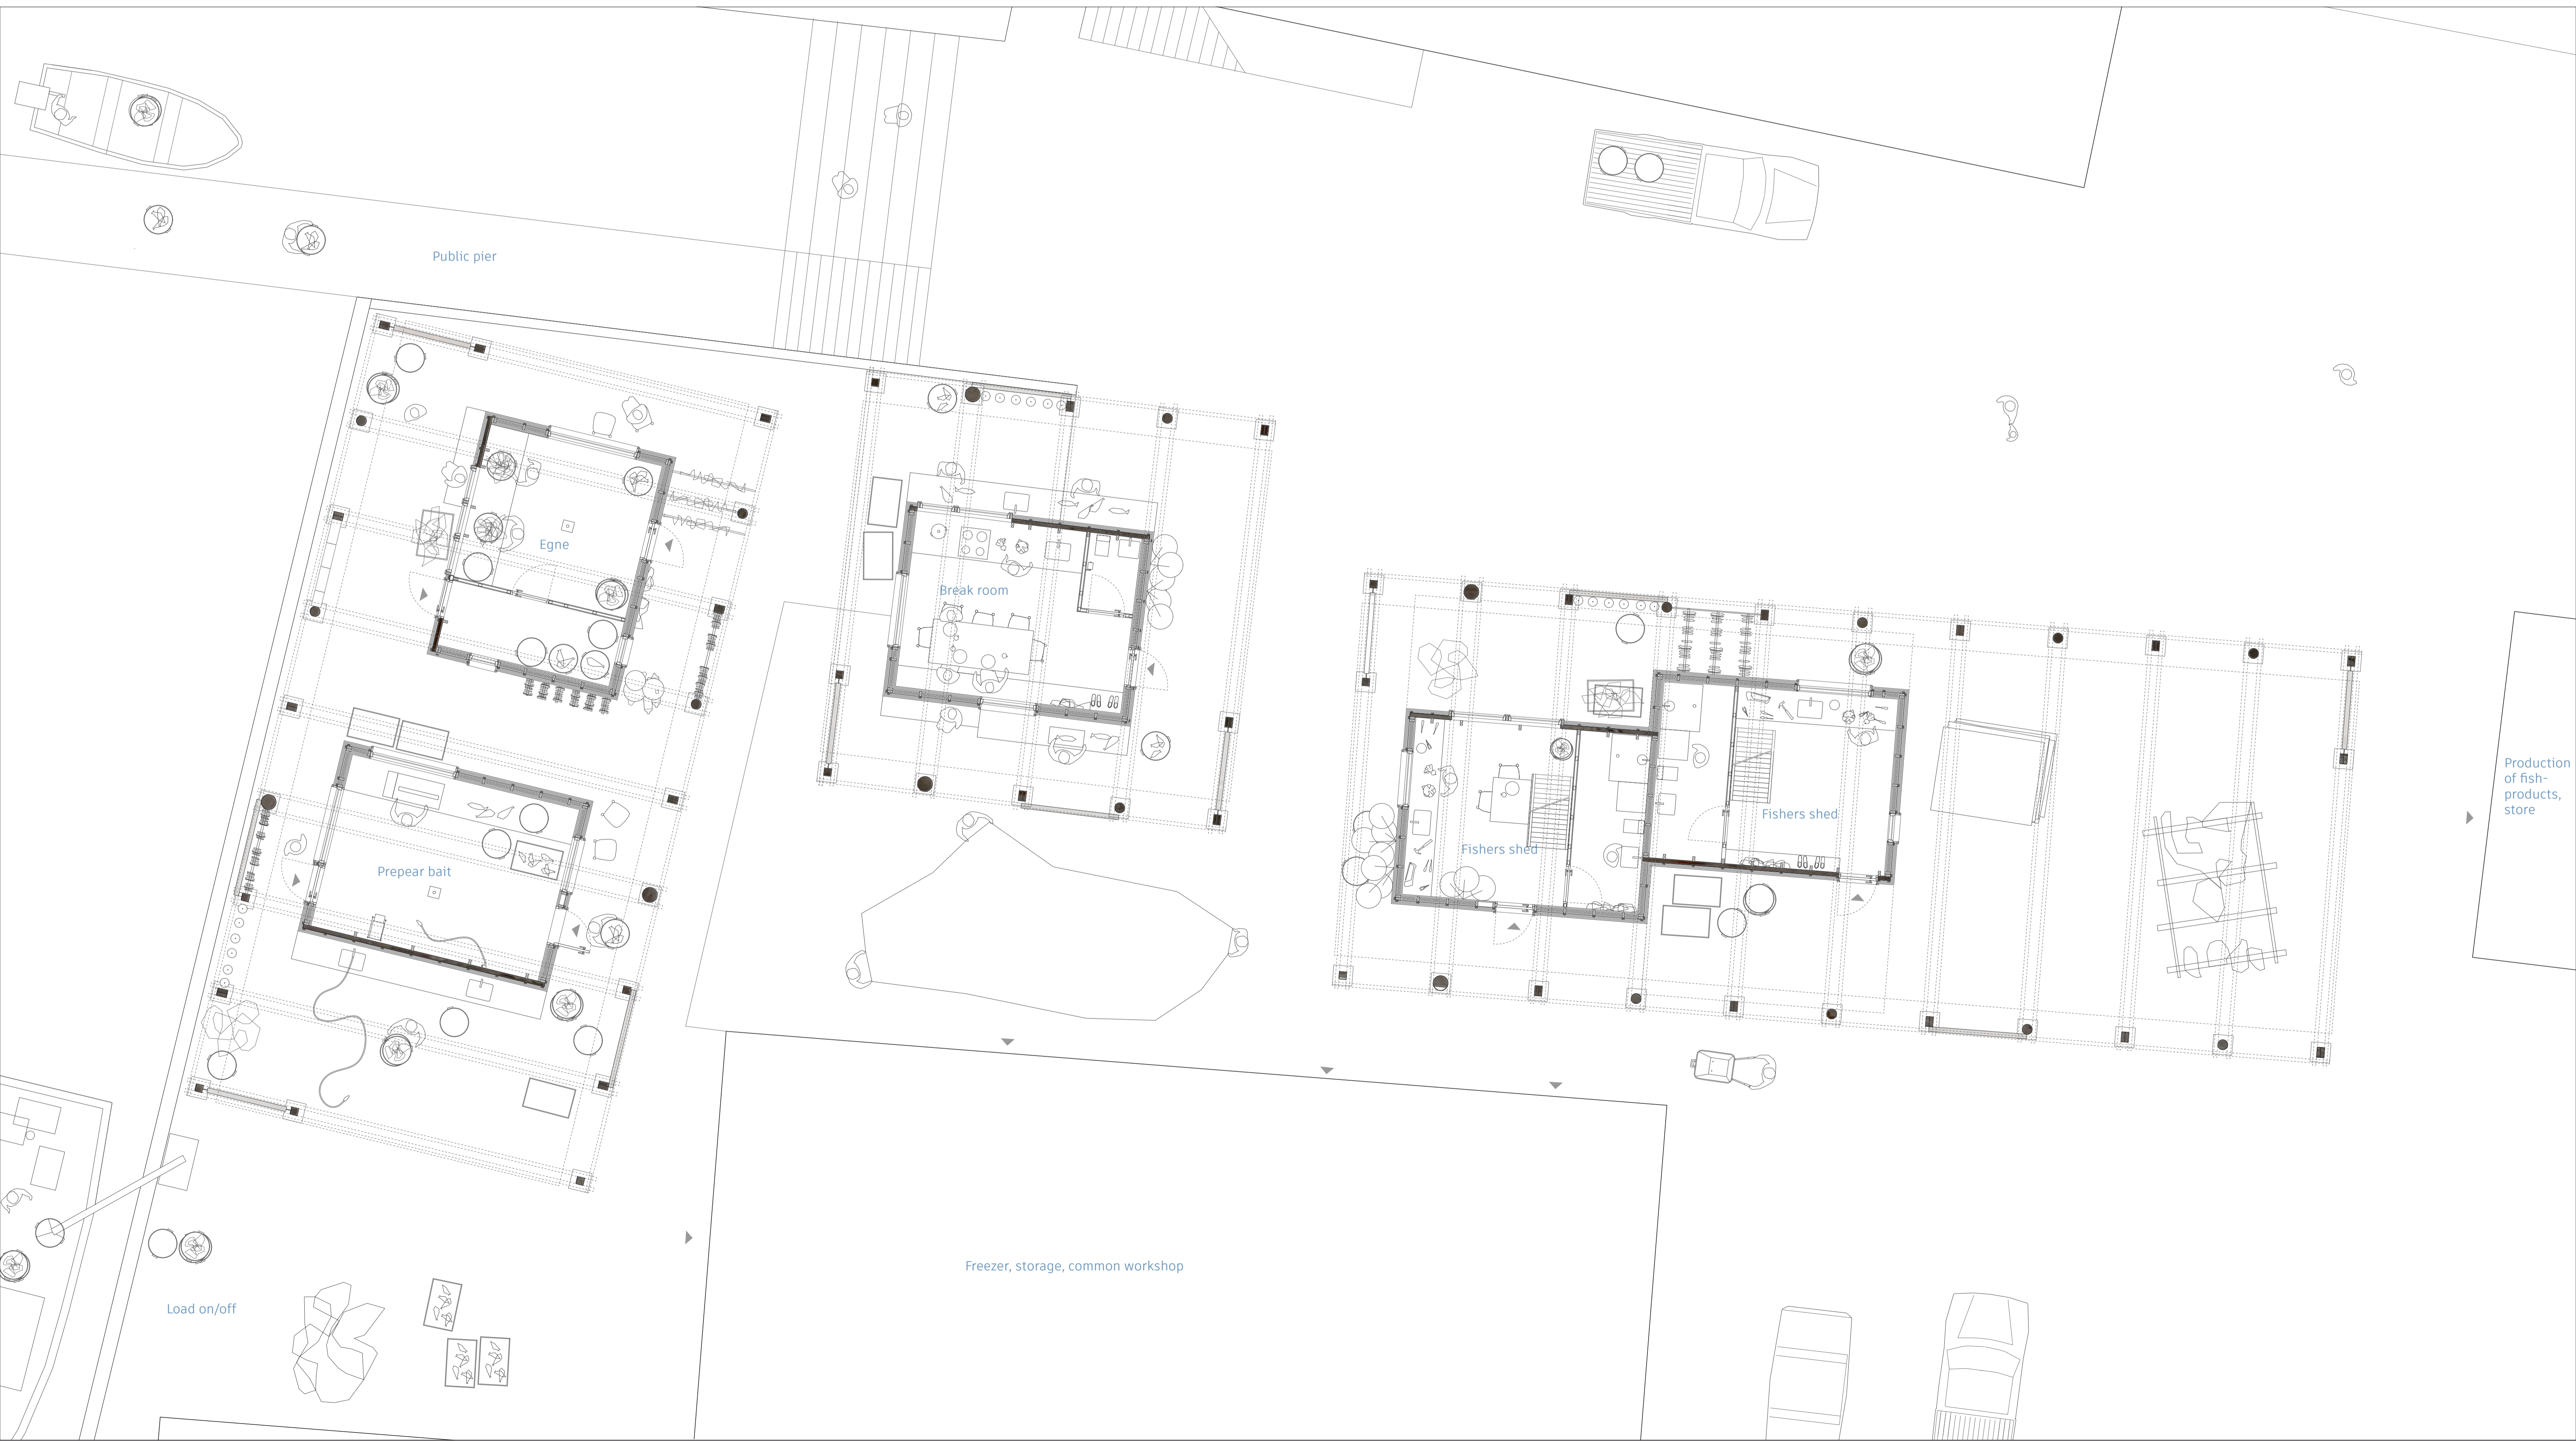 Public pier
Egne
Break room
Production
of fish-
products,
store
Fishers shed
Fishers shed
Prepear bait
Freezer, storage, common workshop
Load on/off